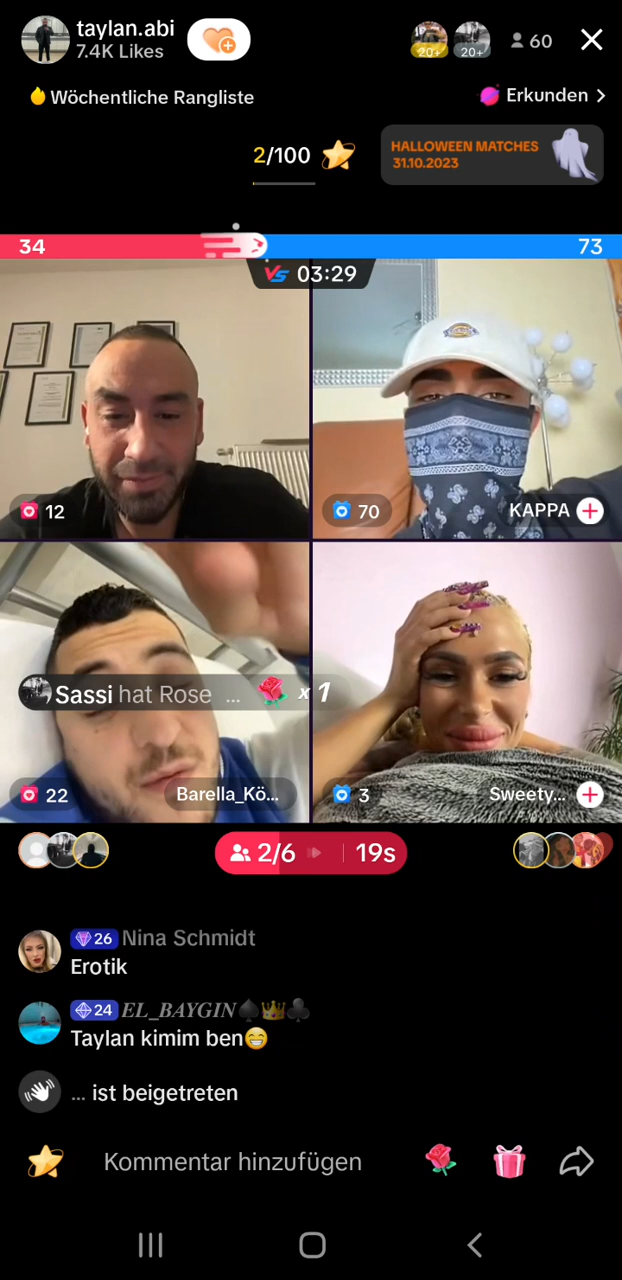 taylan.abi
7.4K Likes
20+
20+
60
Wöchentliche Rangliste
Erkunden
2/100
HALLOWEEN MATCHES
31.10.2023
34
73
VS 03:29
12
70
KAPPA
Sassi hat Rose ...
x 1
22
Barella_Kö...
3
Sweety...
2/6
19s
26 Nina Schmidt
Erotik
24 EL_BAYGIN♠️👑♣️
Taylan kimim ben😁
... ist beigetreten
Kommentar hinzufügen